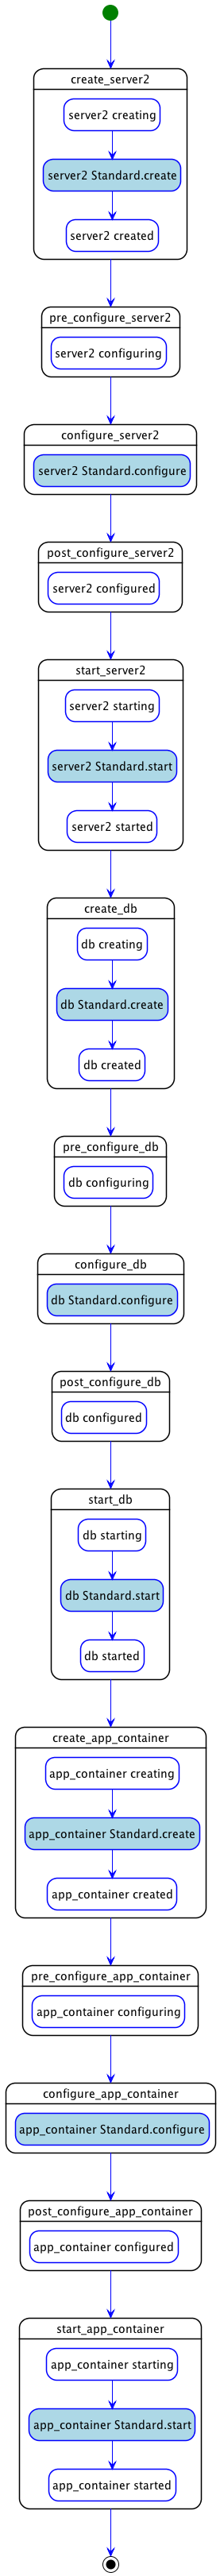 create_server2
server2 creating
server2 Standard.create
server2 created
pre_configure_server2
server2 configuring
configure_server2
server2 Standard.configure
post_configure_server2
server2 configured
start_server2
server2 starting
server2 Standard.start
server2 started
create_db
db creating
db Standard.create
db created
pre_configure_db
db configuring
configure_db
db Standard.configure
post_configure_db
db configured
start_db
db starting
db Standard.start
db started
create_app_container
app_container creating
app_container Standard.create
app_container created
pre_configure_app_container
app_container configuring
configure_app_container
app_container Standard.configure
post_configure_app_container
app_container configured
start_app_container
app_container starting
app_container Standard.start
app_container started